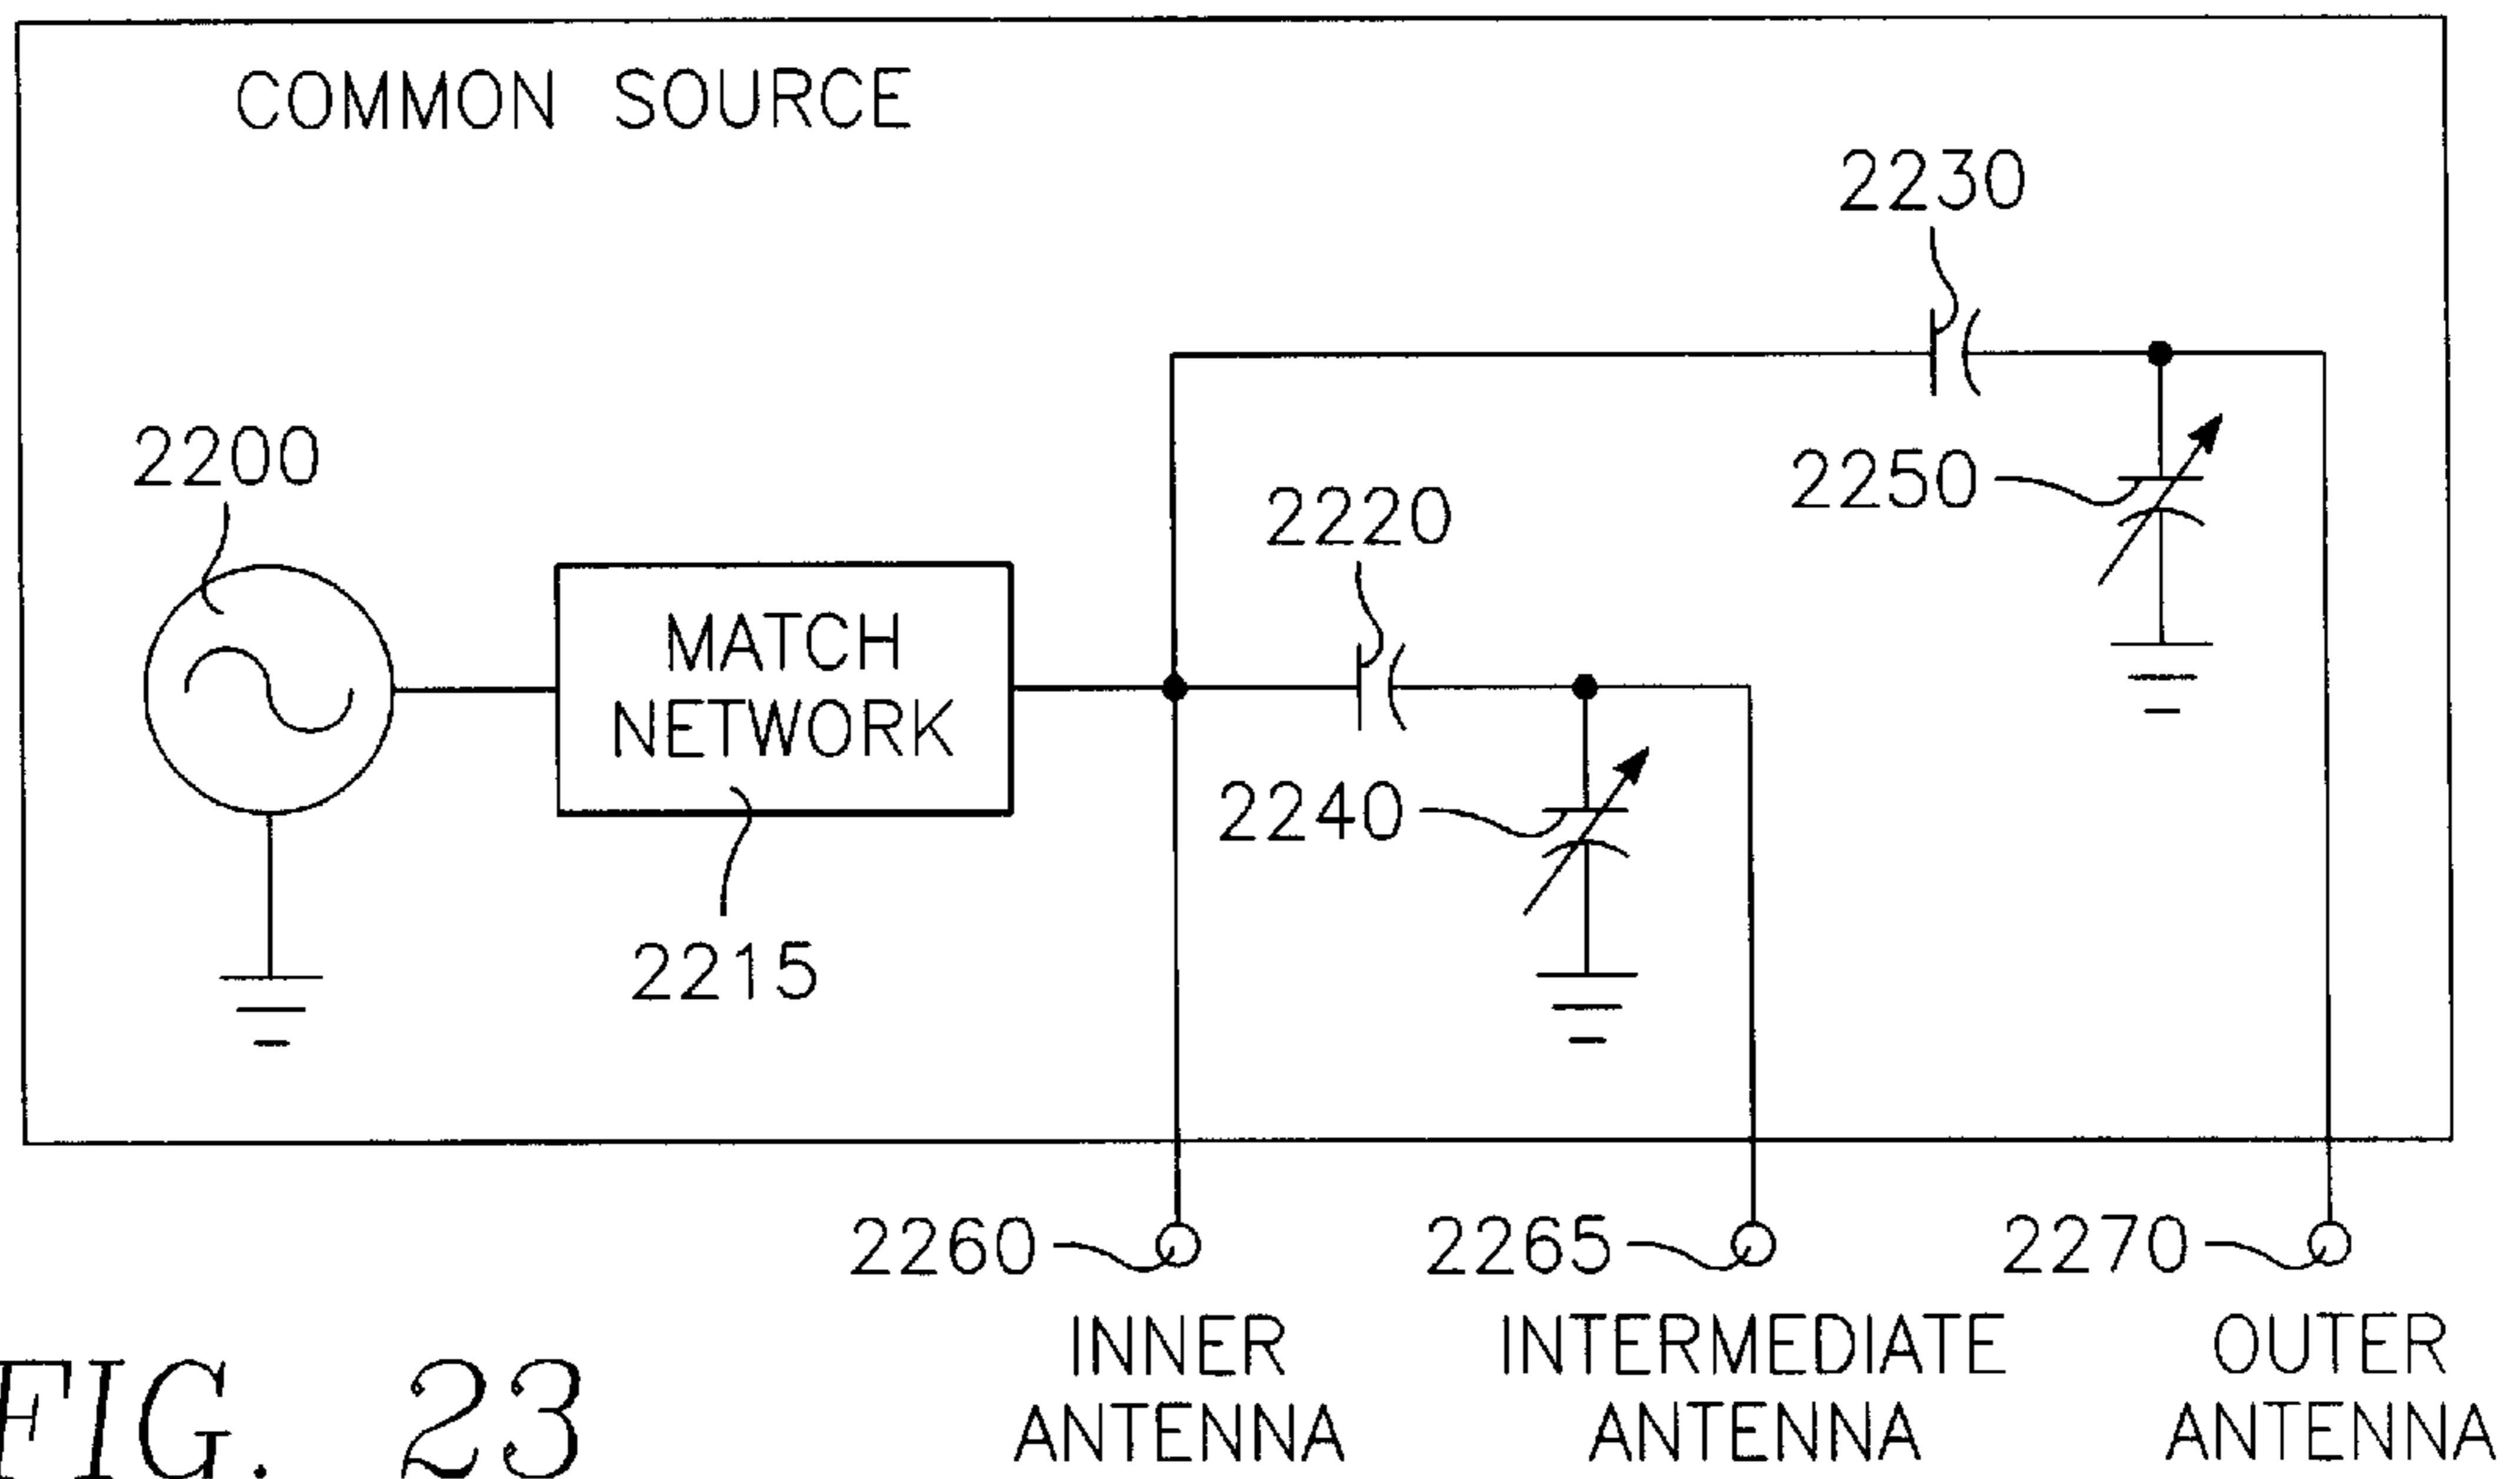 COMMON SOURCE
2230
2200
2250
2220
MATCH
NETWORK
2240
2215
2260
2265
2270
INNER
ANTENNA
INTERMEDIATE
ANTENNA
OUTER
ANTENNA
FIG. 23